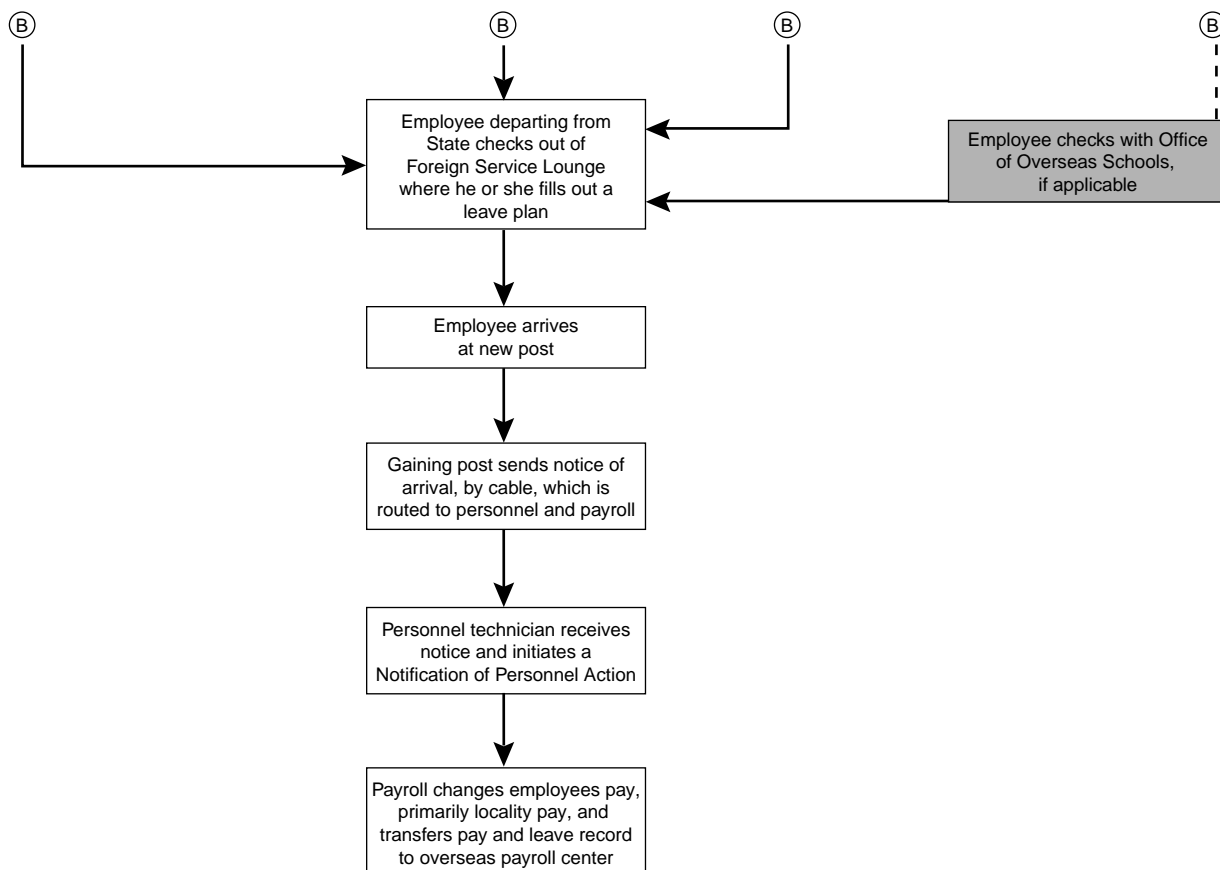 B
B
B
B
Employee departing from
State checks out of
Foreign Service Lounge
where he or she fills out a
leave plan
Employee checks with Office
of Overseas Schools,
if applicable
Employee arrives
at new post
Gaining post sends notice of
arrival, by cable, which is
routed to personnel and payroll
Personnel technician receives
notice and initiates a
Notification of Personnel Action
Payroll changes employees pay,
primarily locality pay, and
transfers pay and leave record
to overseas payroll center